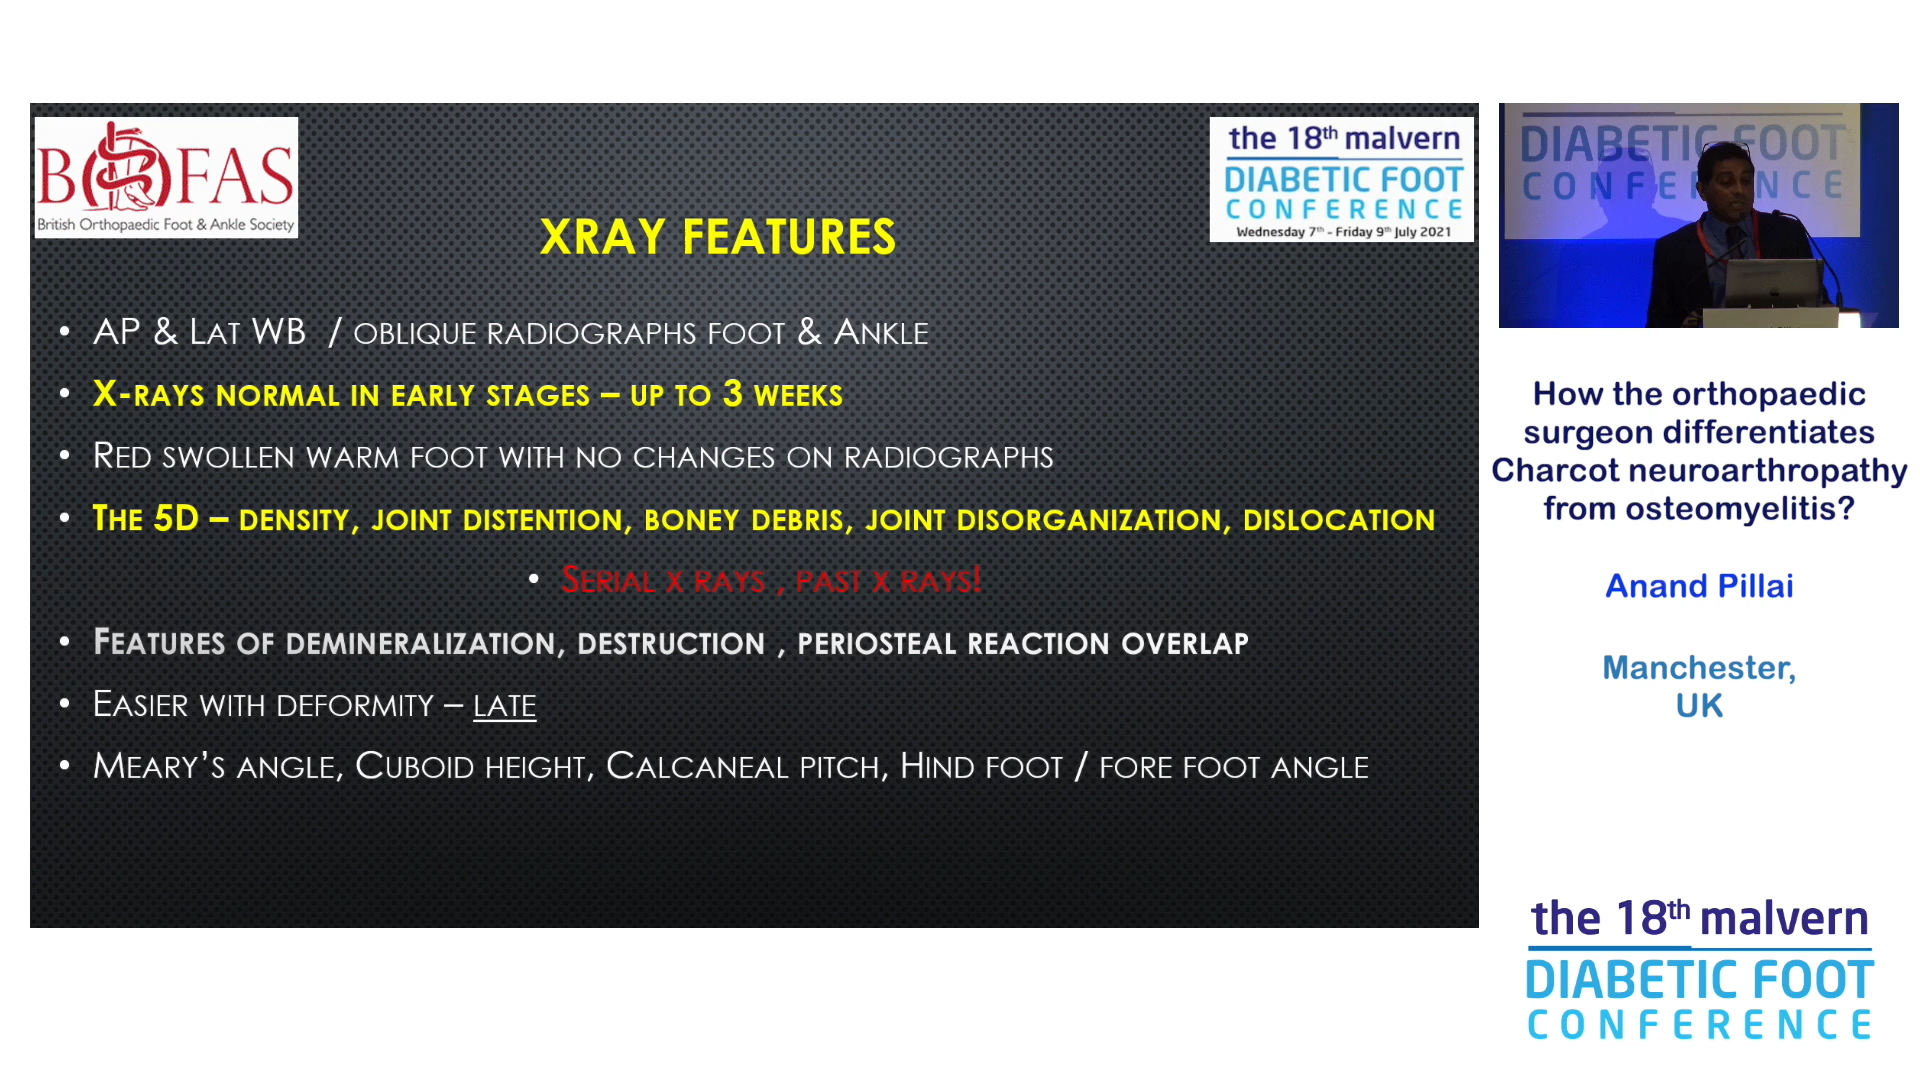 BOFAS
British Orthopaedic Foot & Ankle Society
the 18th malvern
DIABETIC FOOT
CONFERENCE
Wednesday 7th - Friday 9th July 2021
XRAY FEATURES
• AP & LAT WB / OBLIQUE RADIOGRAPHS FOOT & ANKLE
• X-RAYS NORMAL IN EARLY STAGES – UP TO 3 WEEKS
• RED SWOLLEN WARM FOOT WITH NO CHANGES ON RADIOGRAPHS
• THE 5D – DENSITY, JOINT DISTENTION, BONEY DEBRIS, JOINT DISORGANIZATION, DISLOCATION
• SERIAL X RAYS , PAST X RAYS!
• FEATURES OF DEMINERALIZATION, DESTRUCTION , PERIOSTEAL REACTION OVERLAP
• EASIER WITH DEFORMITY – LATE
• MEARY'S ANGLE, CUBOID HEIGHT, CALCANEAL PITCH, HIND FOOT / FORE FOOT ANGLE
DIABETIC FOOT
CONFERENCE
How the orthopaedic
surgeon differentiates
Charcot neuroarthropathy
from osteomyelitis?
Anand Pillai
Manchester,
UK
the 18th malvern
DIABETIC FOOT
CONFERENCE